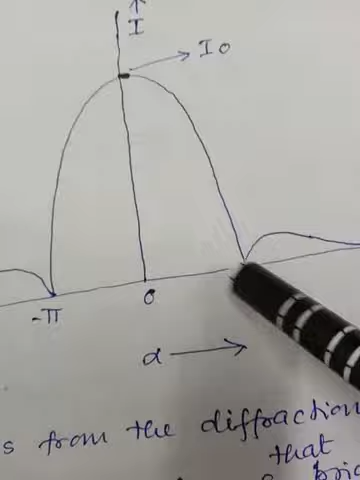 I
I0
-π
0
α
s from the diffraction
that